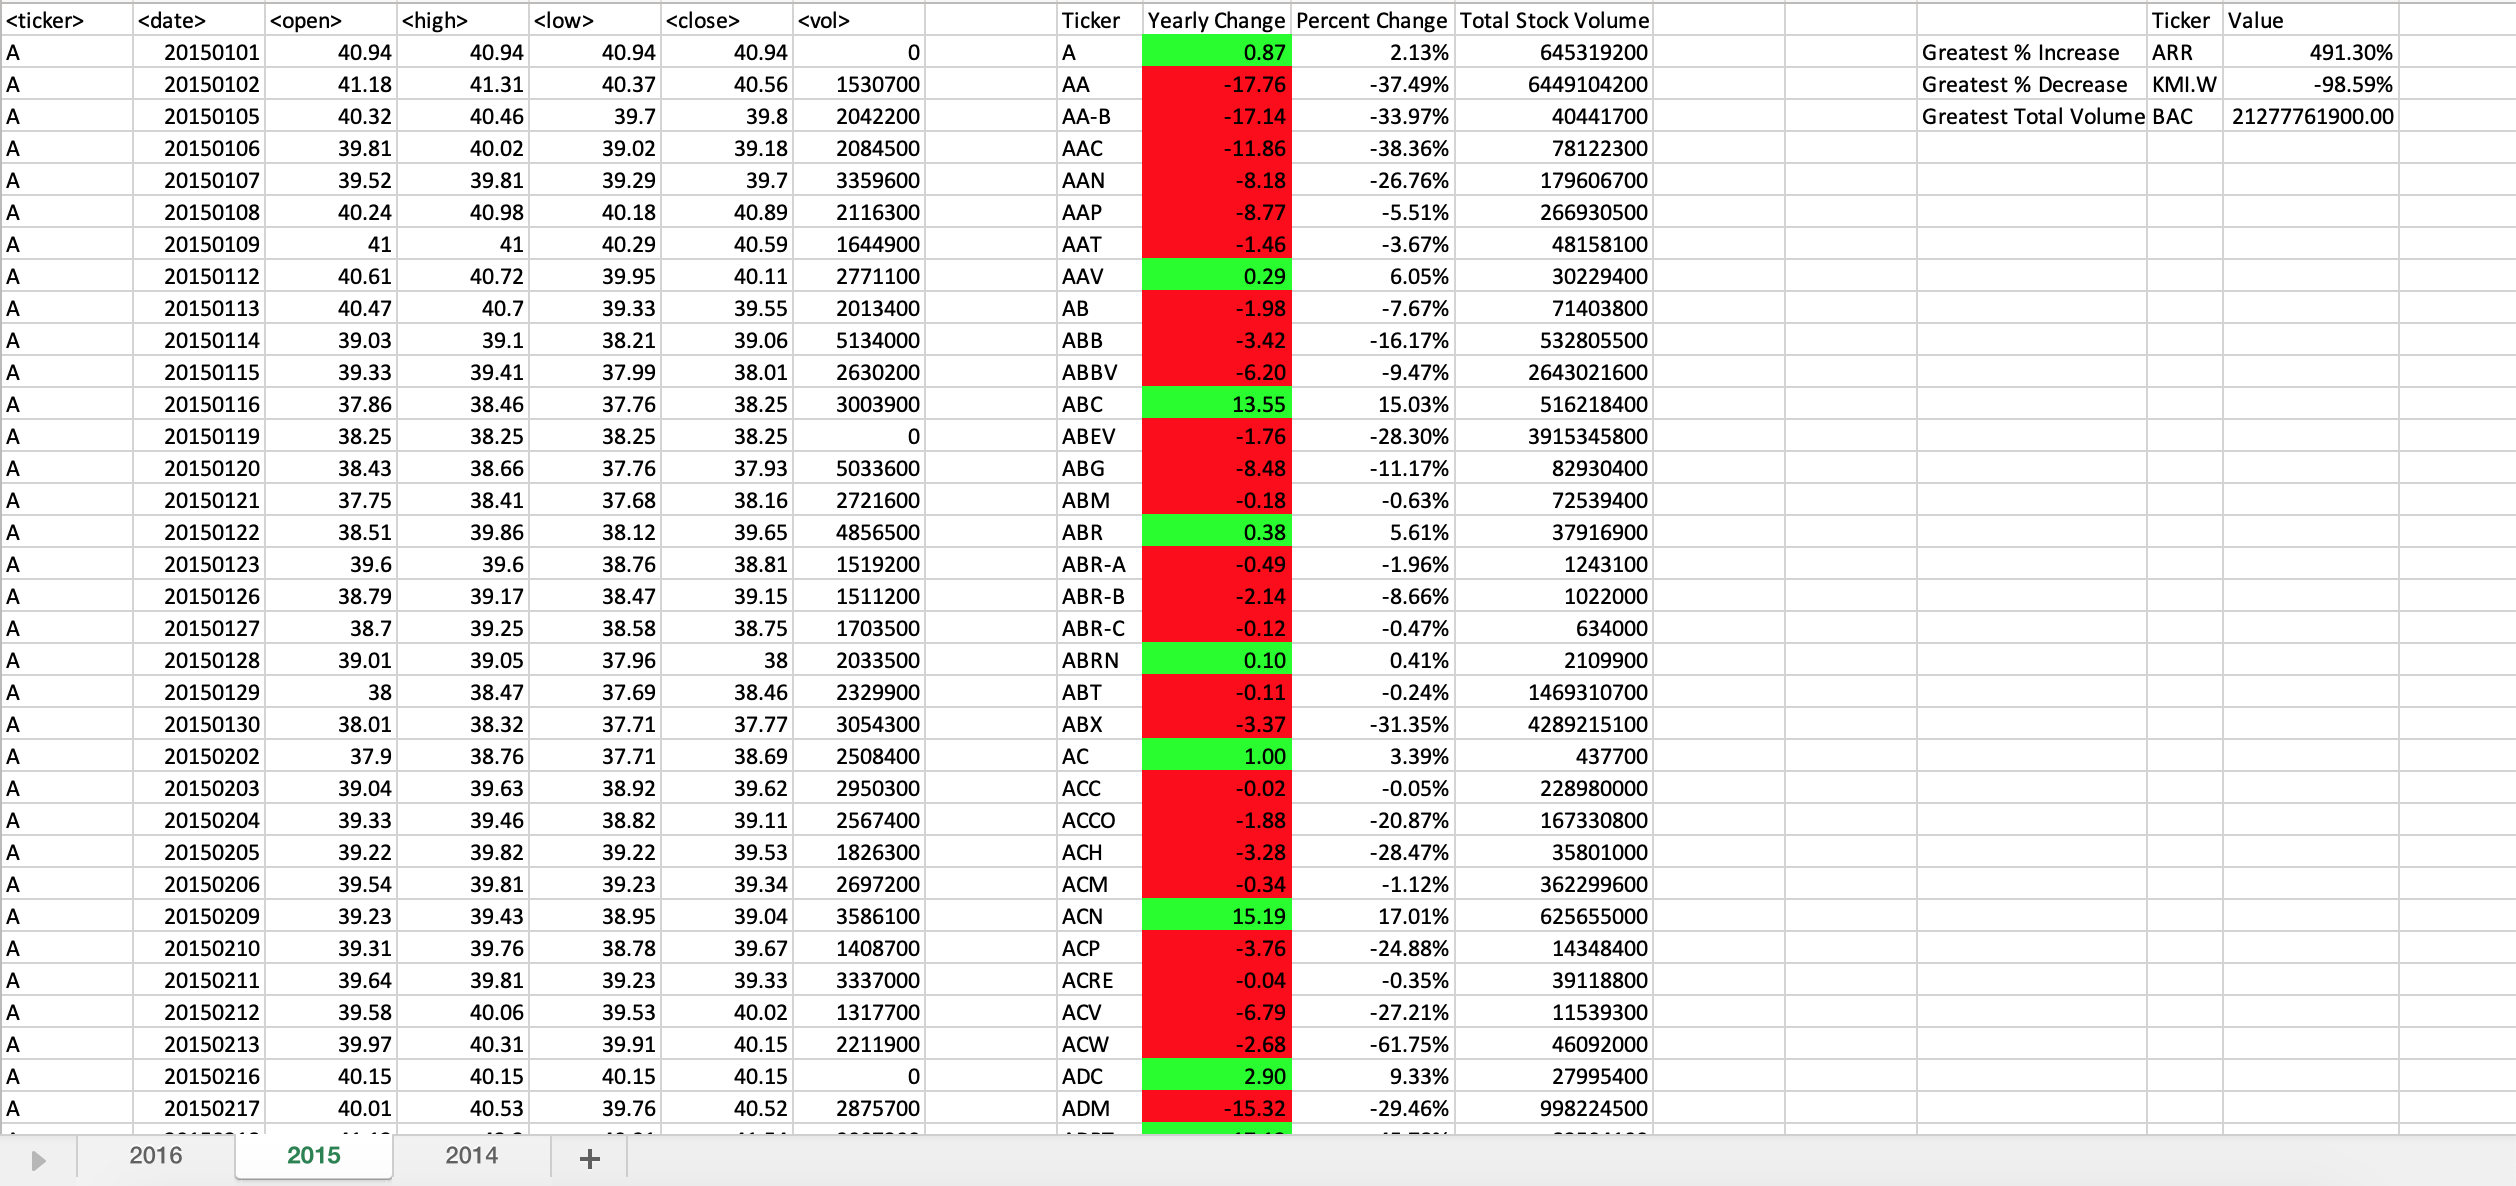 <ticker> <date> <open> <high> <low> <close> <vol> Ticker Yearly Change Percent Change Total Stock Volume Ticker Value
A 20150101 40.94 40.94 40.94 40.94 0 A 0.87 2.13% 645319200 Greatest % Increase ARR 491.30%
A 20150102 41.18 41.31 40.37 40.56 1530700 AA -17.76 -37.49% 6449104200 Greatest % Decrease KMI.W -98.59%
A 20150105 40.32 40.46 39.7 39.8 2042200 AA-B -17.14 -33.97% 40441700 Greatest Total Volume BAC 21277761900.00
A 20150106 39.81 40.02 39.02 39.18 2084500 AAC -11.86 -38.36% 78122300
A 20150107 39.52 39.81 39.29 39.7 3359600 AAN -8.18 -26.76% 179606700
A 20150108 40.24 40.98 40.18 40.89 2116300 AAP -8.77 -5.51% 266930500
A 20150109 41 41 40.29 40.59 1644900 AAT -1.46 -3.67% 48158100
A 20150112 40.61 40.72 39.95 40.11 2771100 AAV 0.29 6.05% 30229400
A 20150113 40.47 40.7 39.33 39.55 2013400 AB -1.98 -7.67% 71403800
A 20150114 39.03 39.1 38.21 39.06 5134000 ABB -3.42 -16.17% 532805500
A 20150115 39.33 39.41 37.99 38.01 2630200 ABBV -6.20 -9.47% 2643021600
A 20150116 37.86 38.46 37.76 38.25 3003900 ABC 13.55 15.03% 516218400
A 20150119 38.25 38.25 38.25 38.25 0 ABEV -1.76 -28.30% 3915345800
A 20150120 38.43 38.66 37.76 37.93 5033600 ABG -8.48 -11.17% 82930400
A 20150121 37.75 38.41 37.68 38.16 2721600 ABM -0.18 -0.63% 72539400
A 20150122 38.51 39.86 38.12 39.65 4856500 ABR 0.38 5.61% 37916900
A 20150123 39.6 39.6 38.76 38.81 1519200 ABR-A -0.49 -1.96% 1243100
A 20150126 38.79 39.17 38.47 39.15 1511200 ABR-B -2.14 -8.66% 1022000
A 20150127 38.7 39.25 38.58 38.75 1703500 ABR-C -0.12 -0.47% 634000
A 20150128 39.01 39.05 37.96 38 2033500 ABRN 0.10 0.41% 2109900
A 20150129 38 38.47 37.69 38.46 2329900 ABT -0.11 -0.24% 1469310700
A 20150130 38.01 38.32 37.71 37.77 3054300 ABX -3.37 -31.35% 4289215100
A 20150202 37.9 38.76 37.71 38.69 2508400 AC 1.00 3.39% 437700
A 20150203 39.04 39.63 38.92 39.62 2950300 ACC -0.02 -0.05% 228980000
A 20150204 39.33 39.46 38.82 39.11 2567400 ACCO -1.88 -20.87% 167330800
A 20150205 39.22 39.82 39.22 39.53 1826300 ACH -3.28 -28.47% 35801000
A 20150206 39.54 39.81 39.23 39.34 2697200 ACM -0.34 -1.12% 362299600
A 20150209 39.23 39.43 38.95 39.04 3586100 ACN 15.19 17.01% 625655000
A 20150210 39.31 39.76 38.78 39.67 1408700 ACP -3.76 -24.88% 14348400
A 20150211 39.64 39.81 39.23 39.33 3337000 ACRE -0.04 -0.35% 39118800
A 20150212 39.58 40.06 39.53 40.02 1317700 ACV -6.79 -27.21% 11539300
A 20150213 39.97 40.31 39.91 40.15 2211900 ACW -2.68 -61.75% 46092000
A 20150216 40.15 40.15 40.15 40.15 0 ADC 2.90 9.33% 27995400
A 20150217 40.01 40.53 39.76 40.52 2875700 ADM -15.32 -29.46% 998224500
2016 2015 2014 +